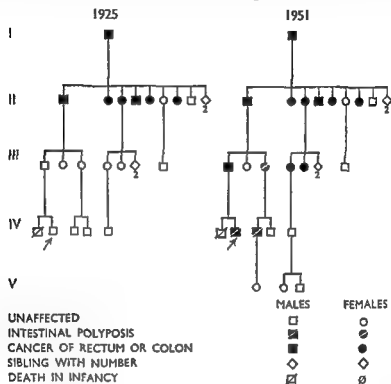 1925 1951
I
II
2 2
III
2 2
IV
V
MALES FEMALES
UNAFFECTED
INTESTINAL POLYPOSIS
CANCER OF RECTUM OR COLON
SIBLING WITH NUMBER
DEATH IN INFANCY